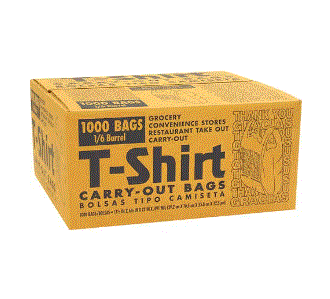 1000 BAGS
1/6 Barrel
GROCERY
CONVENIENCE STORES
RESTAURANT TAKE OUT
CARRY-OUT
T-Shirt
CARRY-OUT BAGS
BOLSAS TIPO CAMISETA
THANK YOU
GRACIAS